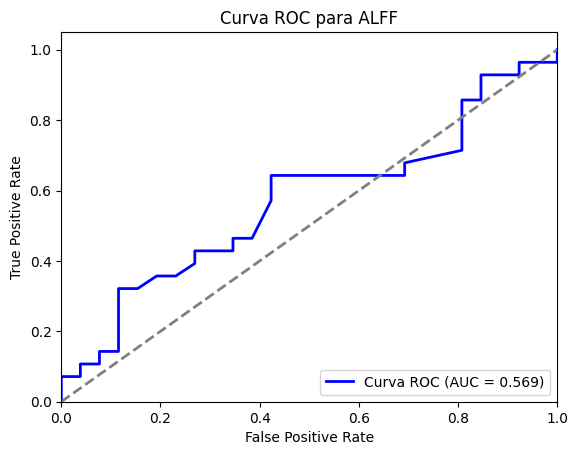 Curva ROC para ALFF
True Positive Rate
1.0
0.8
0.6
0.4
0.2
0.0
0.0 0.2 0.4 0.6 0.8 1.0
False Positive Rate
Curva ROC (AUC = 0.569)